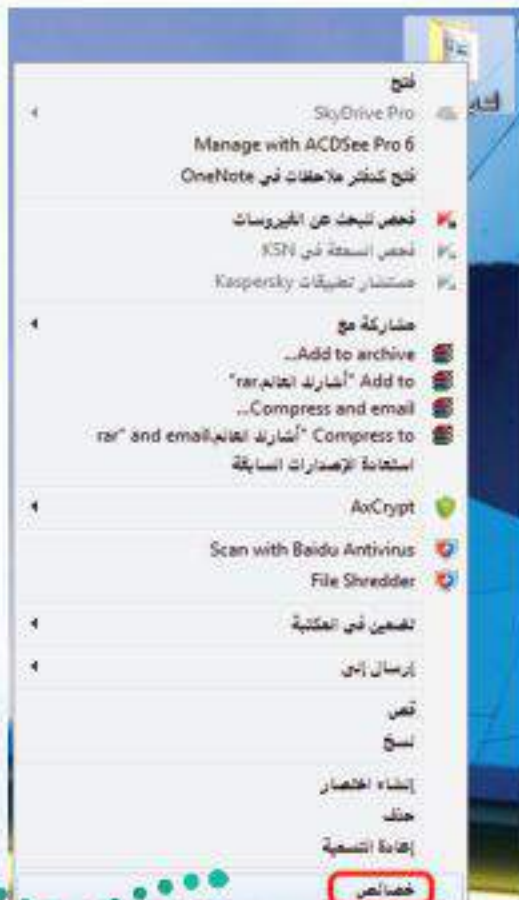 فتح
SkyDrive Pro
Manage with ACDSee Pro 6
فتح كدفتر ملاحظات في OneNote
فحص للبحث عن الفيروسات
فحص السمعة في KSN
مستشار تطبيقات Kaspersky
مشاركة مع
Add to archive...
Add to "أشارك العالم.rar"
Compress and email...
Compress to "أشارك العالم.rar" and email
استعادة الإصدارات السابقة
AxCrypt
Scan with Baidu Antivirus
File Shredder
تضمين في المكتبة
إرسال إلى
قص
نسخ
إنشاء اختصار
حذف
إعادة التسمية
خصائص